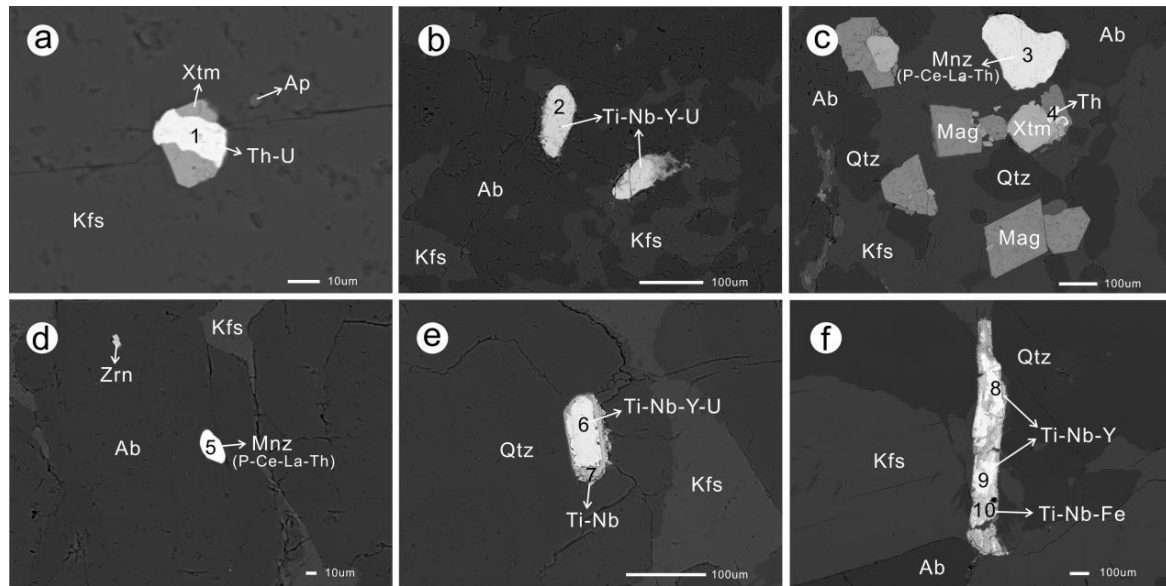 a
Xtm
Ap
1
Th-U
Kfs
10um
b
2
Ti-Nb-Y-U
Ab
Kfs
Kfs
100um
c
Ab
3
Mnz
(P-Ce-La-Th)
Ab
4
Th
Mag
Xtm
Qtz
Qtz
Mag
Kfs
100um
d
Kfs
Zrn
Ab
5
Mnz
(P-Ce-La-Th)
10um
e
6
Ti-Nb-Y-U
Qtz
7
Kfs
Ti-Nb
100um
f
Qtz
8
Ti-Nb-Y
Kfs
9
10
Ti-Nb-Fe
Ab
100um